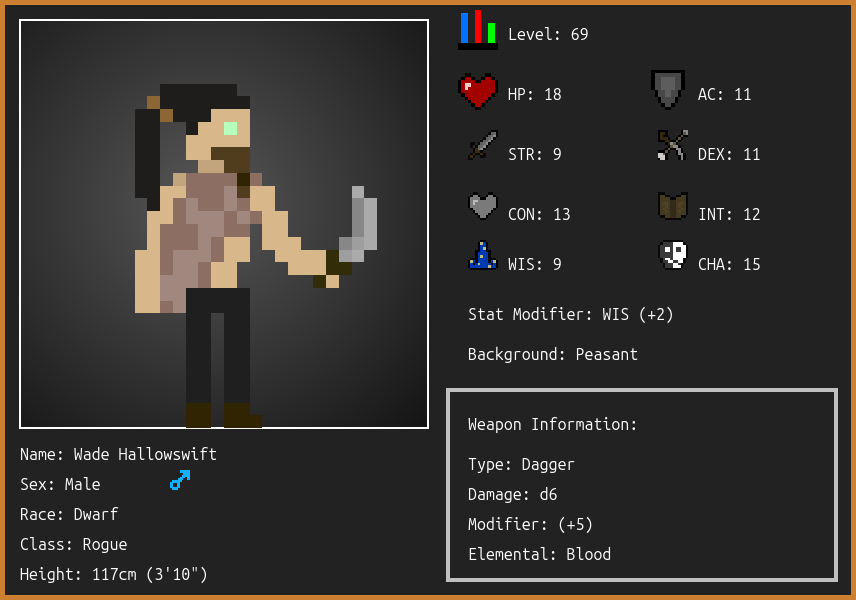 Level: 69
HP: 18
AC: 11
STR: 9
DEX: 11
CON: 13
INT: 12
WIS: 9
CHA: 15
Stat Modifier: WIS (+2)
Background: Peasant
Weapon Information:
Type: Dagger
Damage: d6
Modifier: (+5)
Elemental: Blood
Name: Wade Hallowswift
Sex: Male
Race: Dwarf
Class: Rogue
Height: 117cm (3'10")